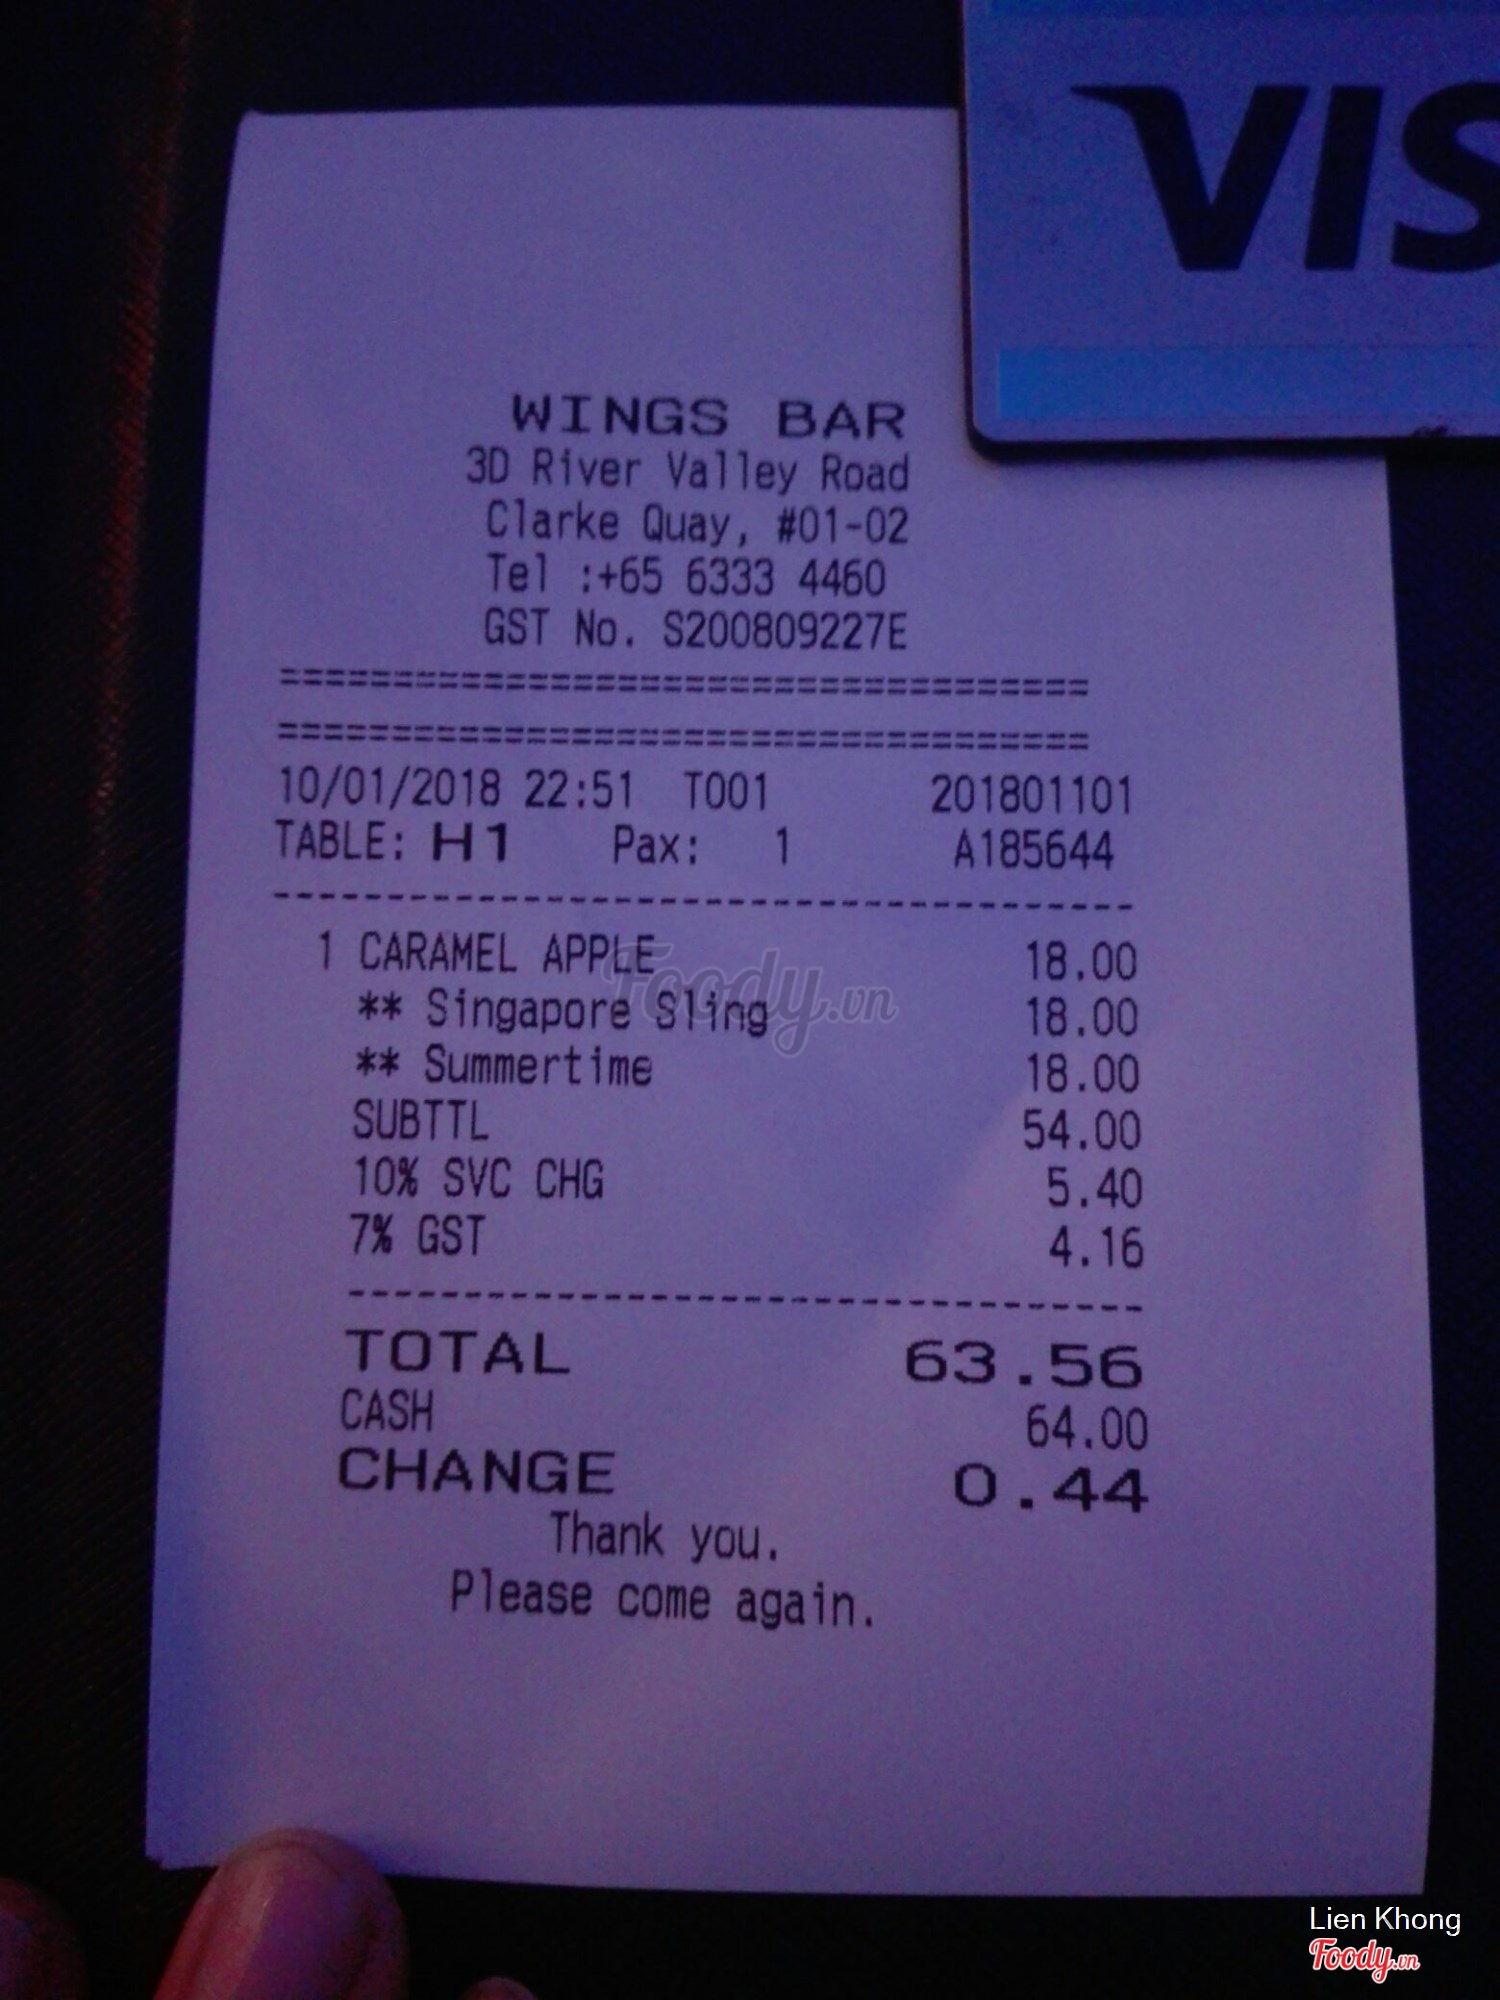 VIS
WINGS BAR
3D River Valley Road
Clarke Quay, #01-02
Tel :+65 6333 4460
GST No. S200809227E
====================================
====================================
10/01/2018 22:51 T001 201801101
TABLE: H1 Pax: 1 A185644
--------------------------------------
1 CARAMEL APPLE 18.00
** Singapore Sling 18.00
** Summertime 18.00
SUBTTL 54.00
10% SVC CHG 5.40
7% GST 4.16
-----------------------------------
TOTAL 63.56
CASH 64.00
CHANGE 0.44
Thank you.
Please come again.
Foody.vn
Lien Khong
Foody.vn